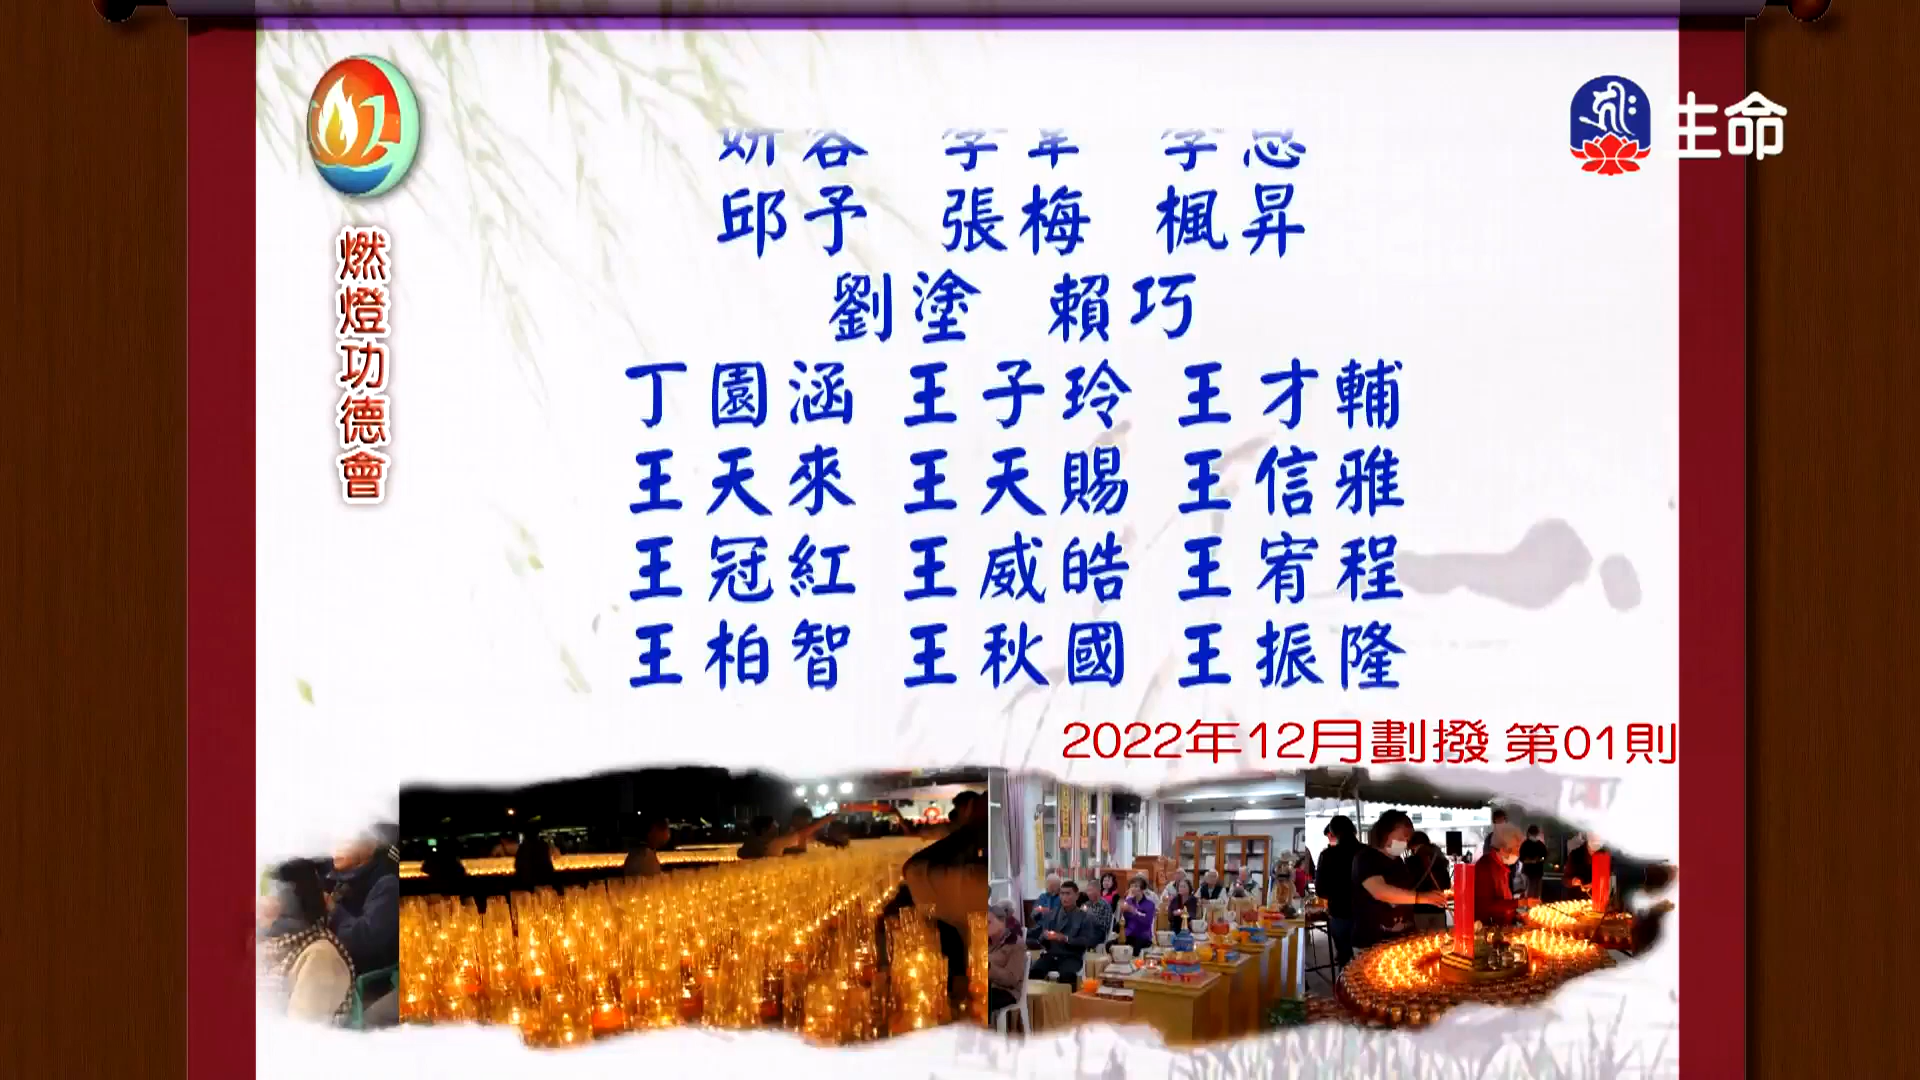 燃燈功德會
生命
邱予 張梅 楓昇
劉塗 賴巧
丁園涵 王子玲 王才輔
王天來 王天賜 王信雅
王冠紅 王威皓 王宥程
王柏智 王秋國 王振隆
2022年12月劃撥 第01則